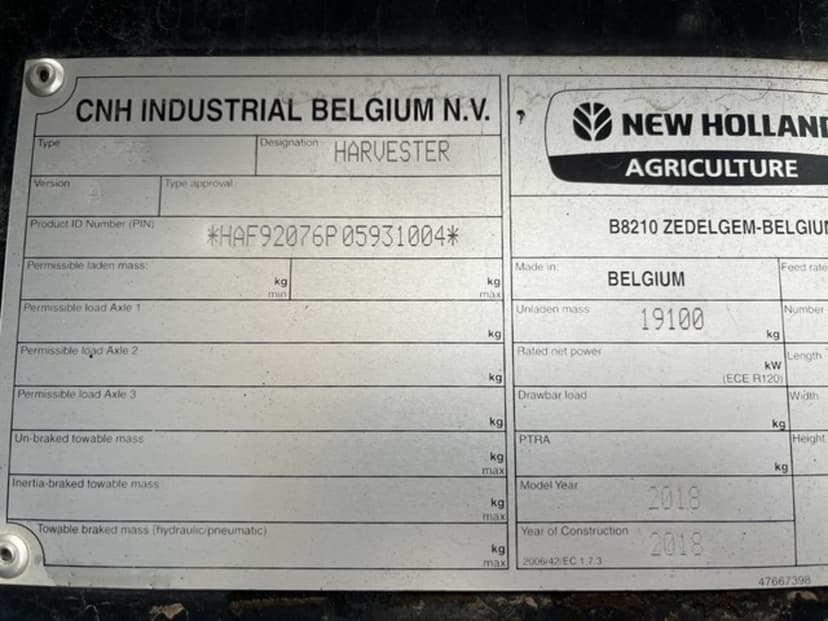 CNH INDUSTRIAL BELGIUM N.V.
Type
Designation HARVESTER
Version
Type approval
Product ID Number (PIN)
*HAF92076P05931004*
Permissible laden mass:
kg min
kg max
Permissible load Axle 1
kg
Permissible load Axle 2
kg
Permissible load Axle 3
kg
Un-braked towable mass
kg max
Inertia-braked towable mass
kg max
Towable braked mass (hydraulic/pneumatic)
kg max
NEW HOLLAND
AGRICULTURE
B8210 ZEDELGEM-BELGIUM
Made in: BELGIUM
Feed rate
Unladen mass 19100 kg
Number
Rated net power
kW
(ECE R120)
Length
Drawbar load
kg
Width
PTRA
kg
Height
Model Year 2018
Year of Construction 2018
2006/42/EC 1.7.3
47667398